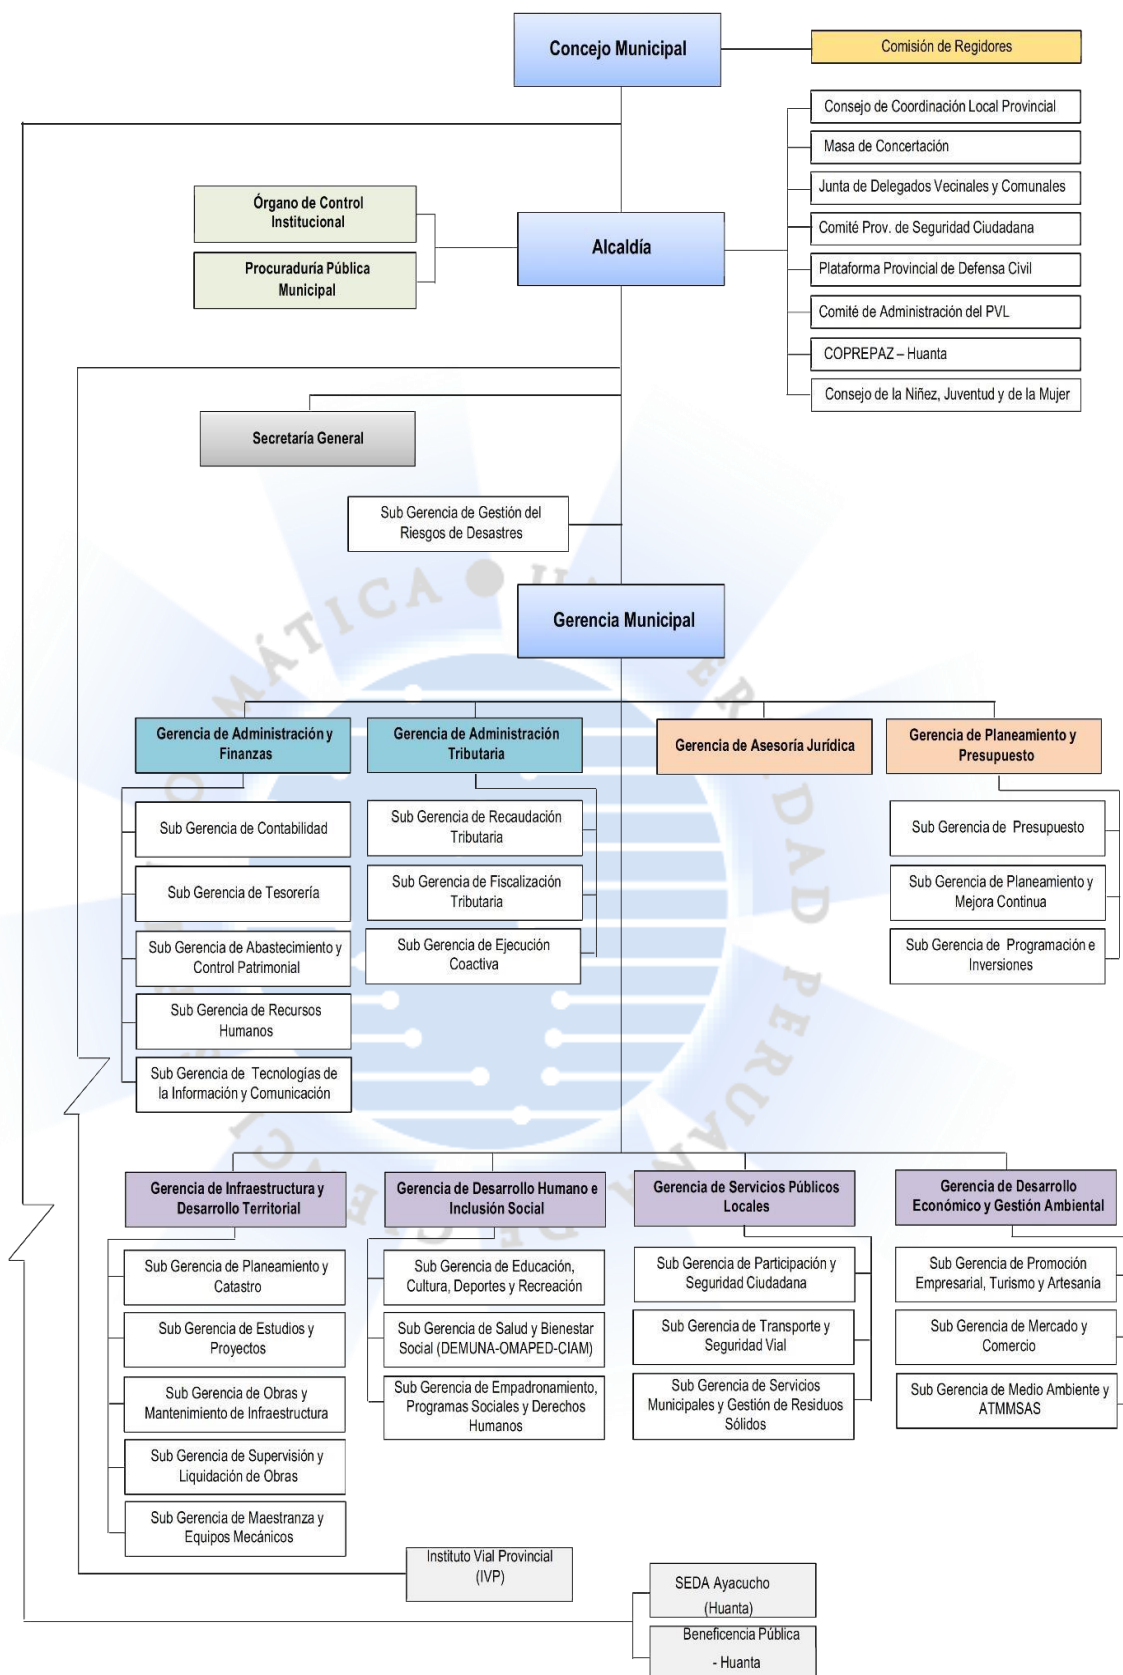 Concejo Municipal
Comisión de Regidores
Consejo de Coordinación Local Provincial
Masa de Concertación
Junta de Delegados Vecinales y Comunales
Comité Prov. de Seguridad Ciudadana
Plataforma Provincial de Defensa Civil
Comité de Administración del PVL
COPREPAZ – Huanta
Consejo de la Niñez, Juventud y de la Mujer
Órgano de Control
Institucional
Procuraduría Pública
Municipal
Alcaldía
Secretaría General
Sub Gerencia de Gestión del
Riesgos de Desastres
Gerencia Municipal
Gerencia de Administración y
Finanzas
Gerencia de Administración
Tributaria
Gerencia de Asesoría Jurídica
Gerencia de Planeamiento y
Presupuesto
Sub Gerencia de Contabilidad
Sub Gerencia de Tesorería
Sub Gerencia de Abastecimiento y
Control Patrimonial
Sub Gerencia de Recursos
Humanos
Sub Gerencia de Tecnologías de
la Información y Comunicación
Sub Gerencia de Recaudación
Tributaria
Sub Gerencia de Fiscalización
Tributaria
Sub Gerencia de Ejecución
Coactiva
Sub Gerencia de Presupuesto
Sub Gerencia de Planeamiento y
Mejora Continua
Sub Gerencia de Programación e
Inversiones
Gerencia de Infraestructura y
Desarrollo Territorial
Gerencia de Desarrollo Humano e
Inclusión Social
Gerencia de Servicios Públicos
Locales
Gerencia de Desarrollo
Económico y Gestión Ambiental
Sub Gerencia de Planeamiento y
Catastro
Sub Gerencia de Estudios y
Proyectos
Sub Gerencia de Obras y
Mantenimiento de Infraestructura
Sub Gerencia de Supervisión y
Liquidación de Obras
Sub Gerencia de Maestranza y
Equipos Mecánicos
Sub Gerencia de Educación,
Cultura, Deportes y Recreación
Sub Gerencia de Salud y Bienestar
Social (DEMUNA-OMAPED-CIAM)
Sub Gerencia de Empadronamiento,
Programas Sociales y Derechos
Humanos
Sub Gerencia de Participación y
Seguridad Ciudadana
Sub Gerencia de Transporte y
Seguridad Vial
Sub Gerencia de Servicios
Municipales y Gestión de Residuos
Sólidos
Sub Gerencia de Promoción
Empresarial, Turismo y Artesanía
Sub Gerencia de Mercado y
Comercio
Sub Gerencia de Medio Ambiente y
ATMMSAS
Instituto Vial Provincial
(IVP)
SEDA Ayacucho
(Huanta)
Beneficencia Pública
- Huanta